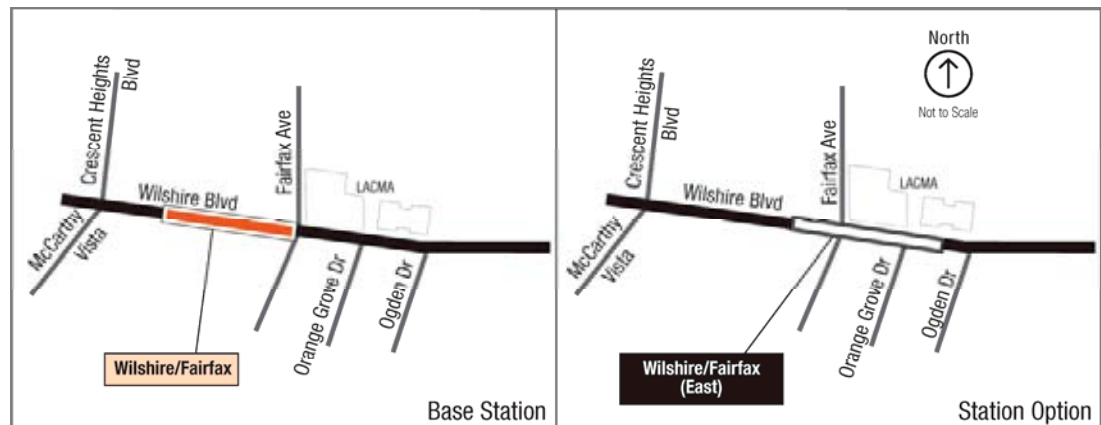 Crescent Heights
Blvd
Fairfax Ave
Wilshire Blvd
LACMA
McCarthy
Vista
Orange Grove Dr
Ogden Dr
Wilshire/Fairfax
Base Station
North
Not to Scale
Crescent Heights
Blvd
Fairfax Ave
Wilshire Blvd
LACMA
McCarthy
Vista
Orange Grove Dr
Ogden Dr
Wilshire/Fairfax
(East)
Station Option